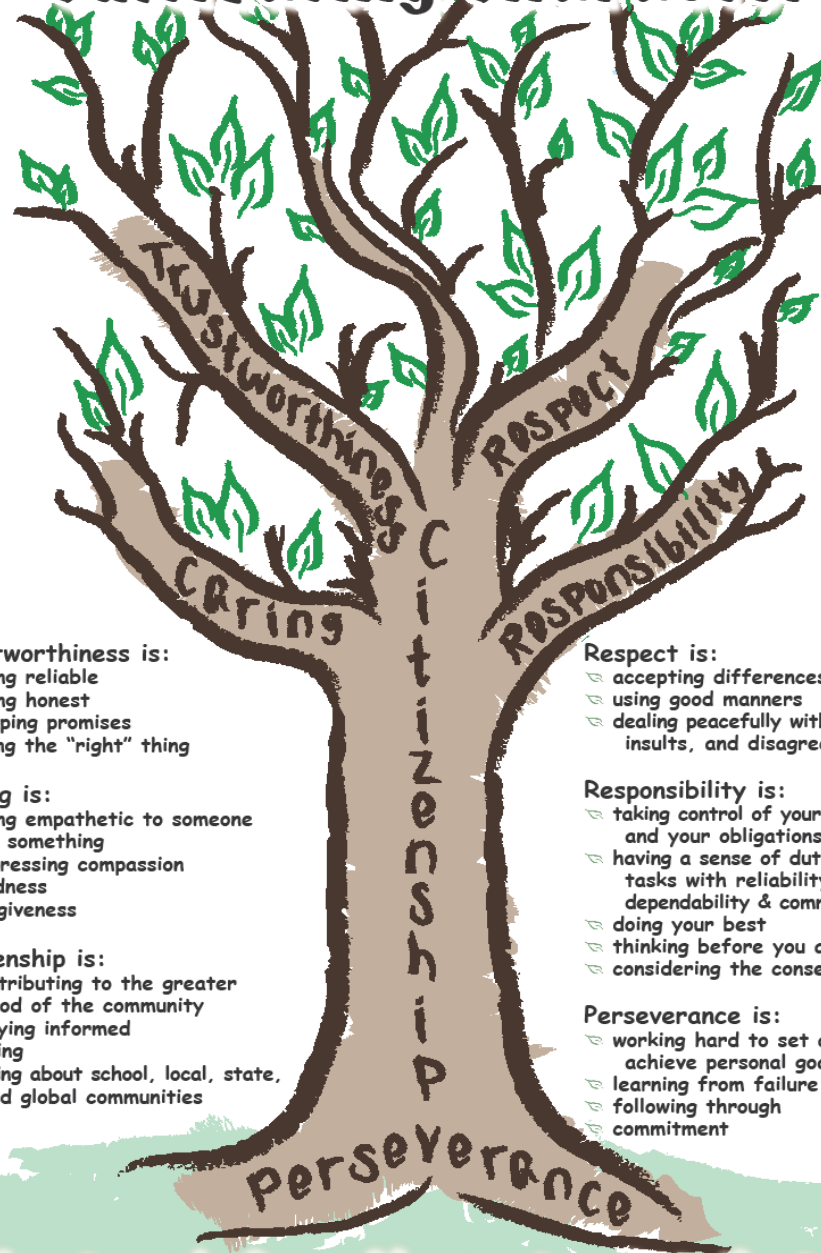 Trustworthiness
Respect
Caring
Responsibility
Citizenship
Perseverance
tworthiness is:
ng reliable
ng honest
ping promises
ng the “right” thing
g is:
ng empathetic to someone
something
ressing compassion
dness
giveness
enship is:
tributing to the greater
od of the community
ying informed
ing
ing about school, local, state,
d global communities
Respect is:
accepting differences
using good manners
dealing peacefully with
insults, and disagre
Responsibility is:
taking control of your
and your obligations
having a sense of dut
tasks with reliability
dependability & com
doing your best
thinking before you
considering the conse
Perseverance is:
working hard to set
achieve personal go
learning from failure
following through
commitment